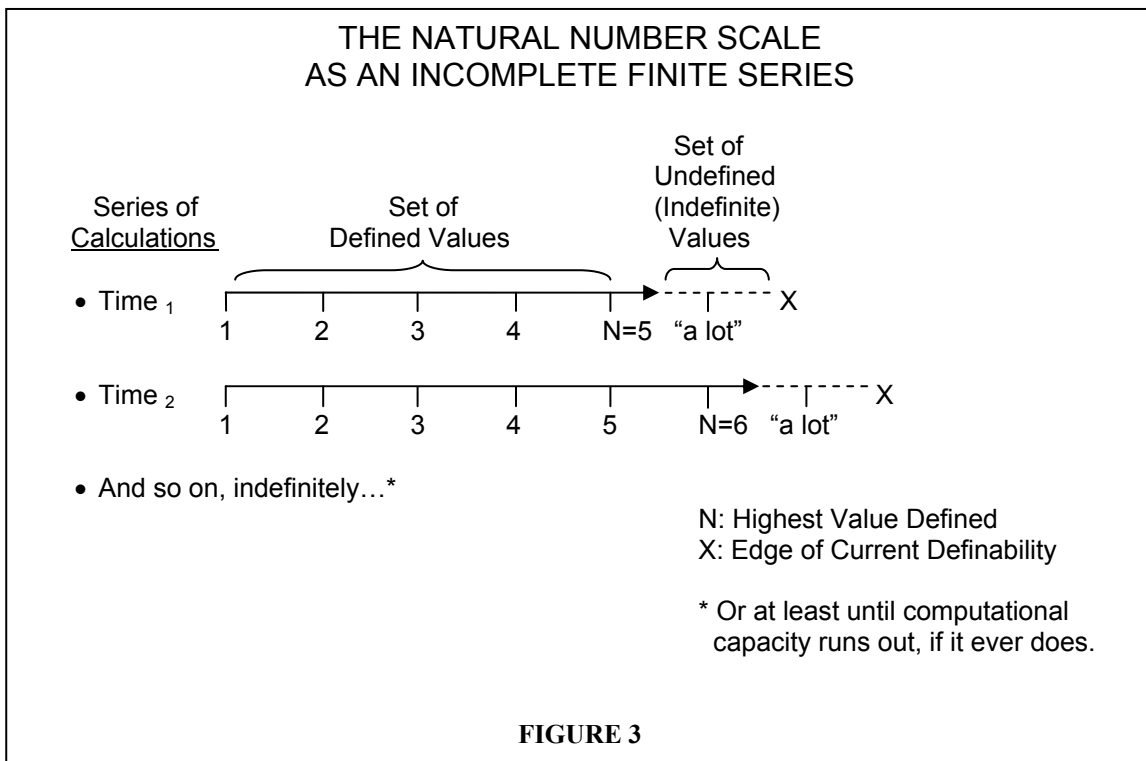 THE NATURAL NUMBER SCALE
AS AN INCOMPLETE FINITE SERIES
Series of
Calculations
Set of
Defined Values
Set of
Undefined
(Indefinite)
Values
• Time 1
X
1 2 3 4 N=5 “a lot”
• Time 2
X
1 2 3 4 5 N=6 “a lot”
• And so on, indefinitely…*
N: Highest Value Defined
X: Edge of Current Definability
* Or at least until computational
capacity runs out, if it ever does.
FIGURE 3